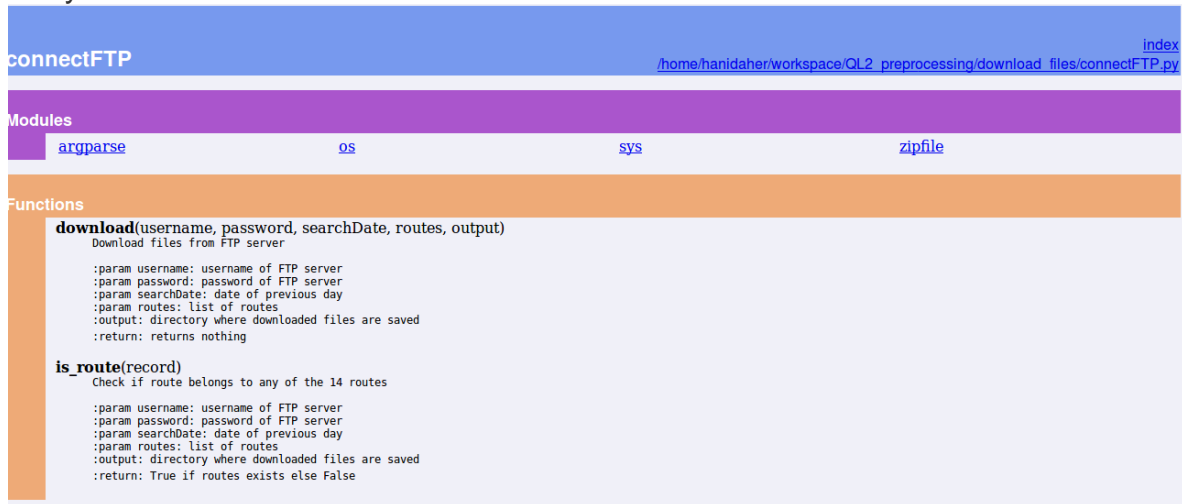 connectFTP
index
/home/hanidaher/workspace/QL2_preprocessing/download_files/connectFTP.py
Modules
argparse os sys zipfile
Functions
download(username, password, searchDate, routes, output)
Download files from FTP server
:param username: username of FTP server
:param password: password of FTP server
:param searchDate: date of previous day
:param routes: list of routes
:output: directory where downloaded files are saved
:return: returns nothing
is_route(record)
Check if route belongs to any of the 14 routes
:param username: username of FTP server
:param password: password of FTP server
:param searchDate: date of previous day
:param routes: list of routes
:output: directory where downloaded files are saved
:return: True if routes exists else False